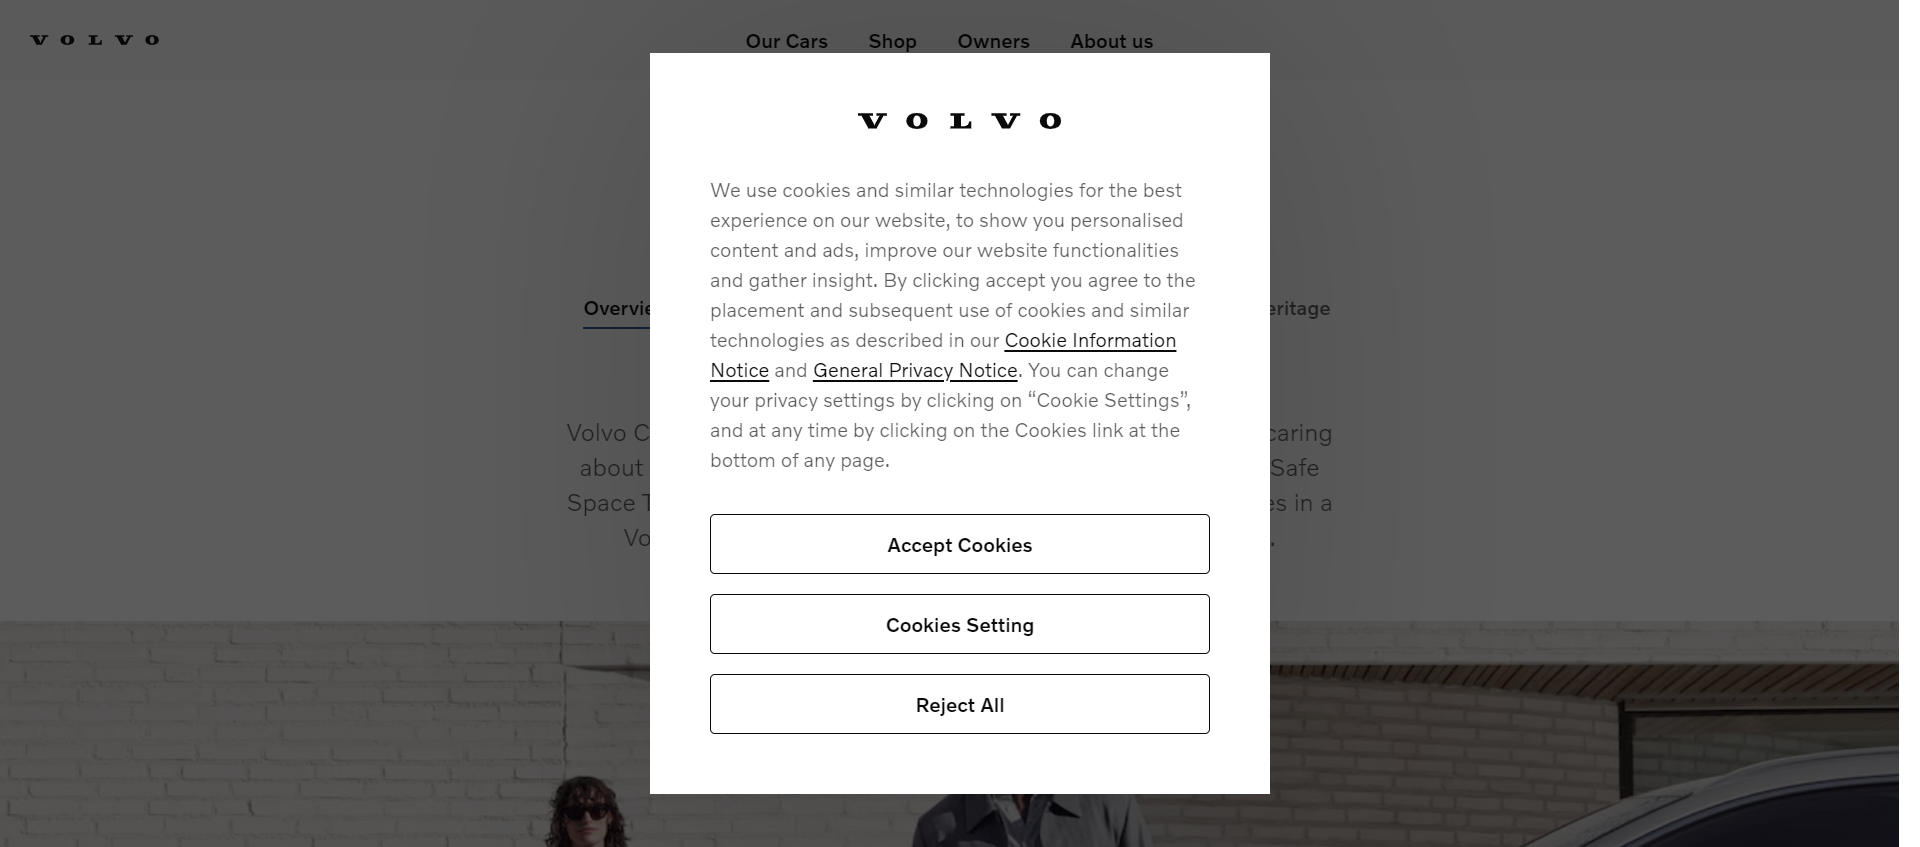 VOLVO
Our Cars
Shop
Owners
About us
VOLVO
We use cookies and similar technologies for the best
experience on our website, to show you personalised
content and ads, improve our website functionalities
and gather insight. By clicking accept you agree to the
placement and subsequent use of cookies and similar
technologies as described in our Cookie Information
Notice and General Privacy Notice. You can change
your privacy settings by clicking on “Cookie Settings”,
and at any time by clicking on the Cookies link at the
bottom of any page.
Accept Cookies
Cookies Setting
Reject All
Volvo
caring
about
Safe
Space
in a